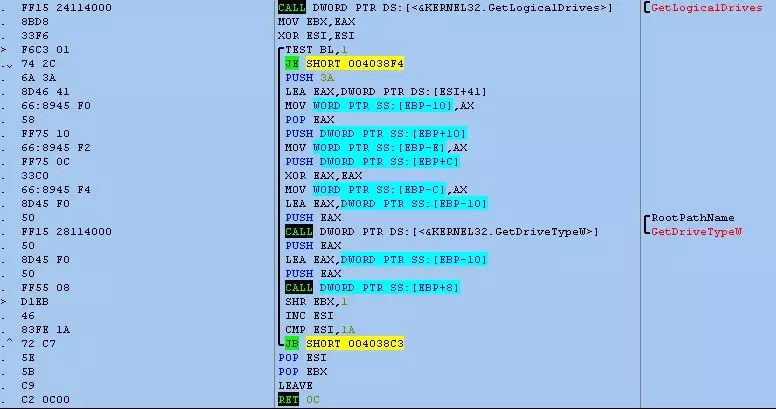 . FF15 24114000 CALL DWORD PTR DS:[<&KERNEL32.GetLogicalDrives>] GetLogicalDrives
. 8BD8 MOV EBX,EAX
. 33F6 XOR ESI,ESI
> F6C3 01 TEST BL,1
.v 74 2C JE SHORT 004038F4
. 6A 3A PUSH 3A
. 8D46 41 LEA EAX,DWORD PTR DS:[ESI+41]
. 66:8945 F0 MOV WORD PTR SS:[EBP-10],AX
. 58 POP EAX
. FF75 10 PUSH DWORD PTR SS:[EBP+10]
. 66:8945 F2 MOV WORD PTR SS:[EBP-E],AX
. FF75 0C PUSH DWORD PTR SS:[EBP+C]
. 33C0 XOR EAX,EAX
. 66:8945 F4 MOV WORD PTR SS:[EBP-C],AX
. 8D45 F0 LEA EAX,DWORD PTR SS:[EBP-10]
. 50 PUSH EAX RootPathName
. FF15 28114000 CALL DWORD PTR DS:[<&KERNEL32.GetDriveTypeW>] GetDriveTypeW
. 50 PUSH EAX
. 8D45 F0 LEA EAX,DWORD PTR SS:[EBP-10]
. 50 PUSH EAX
. FF55 08 CALL DWORD PTR SS:[EBP+8]
> D1EB SHR EBX,1
. 46 INC ESI
. 83FE 1A CMP ESI,1A
.^ 72 C7 JB SHORT 004038C3
. 5E POP ESI
. 5B POP EBX
. C9 LEAVE
. C2 0C00 RET 0C